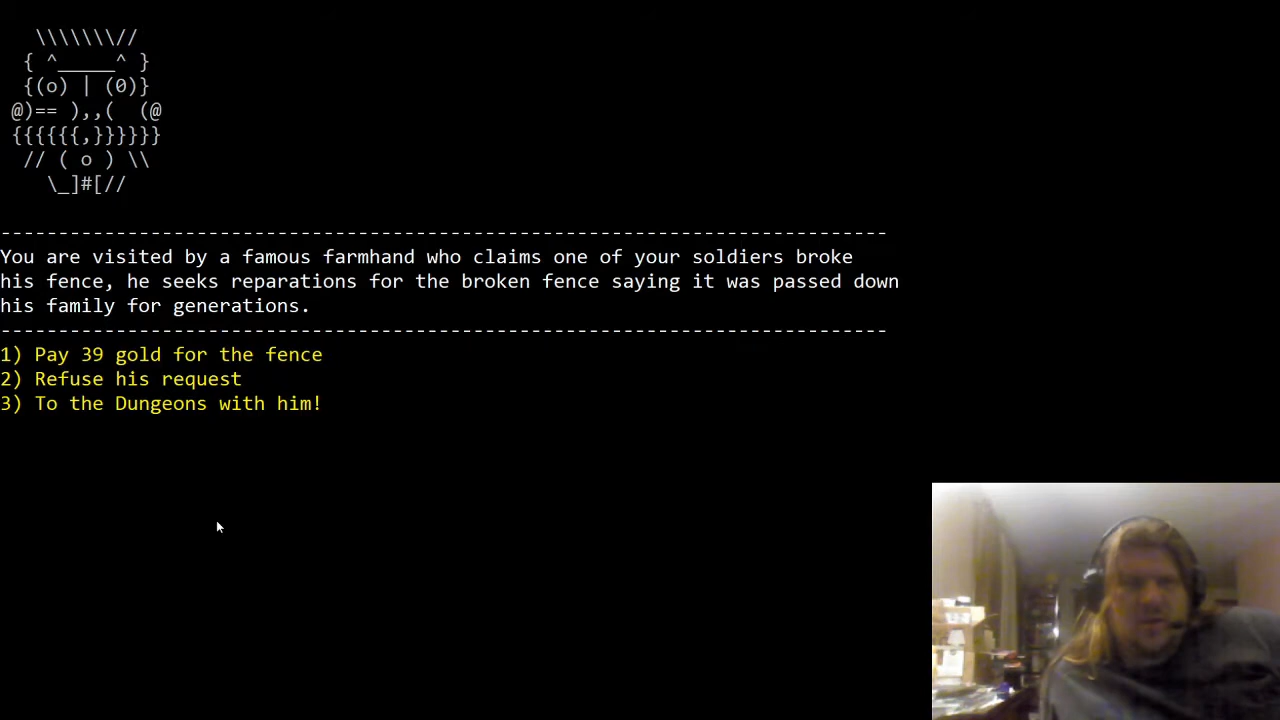 \\\\\\\//
{ ^_____^ }
{(o) | (0)}
@)== ),,(  (@
{{{{{{,}}}}}}
// ( o ) \\
\_]#[//
-----------------------------------------------------------------------------
You are visited by a famous farmhand who claims one of your soldiers broke
his fence, he seeks reparations for the broken fence saying it was passed down
his family for generations.
-----------------------------------------------------------------------------
1) Pay 39 gold for the fence
2) Refuse his request
3) To the Dungeons with him!